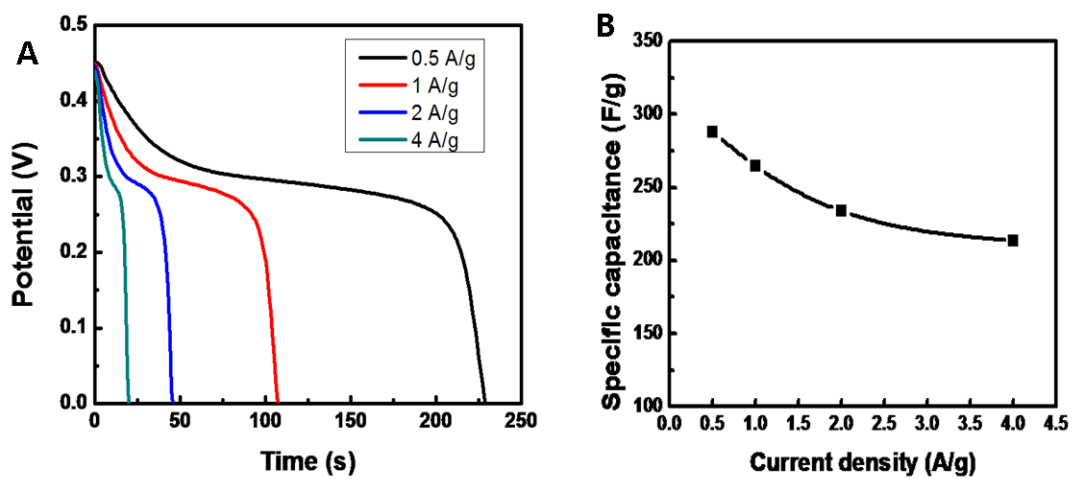 A
0.5
0.4
0.3
0.2
0.1
0.0
Potential (V)
0.5 A/g
1 A/g
2 A/g
4 A/g
0 50 100 150 200 250
Time (s)
B
350
300
250
200
150
100
Specific capacitance (F/g)
0.0 0.5 1.0 1.5 2.0 2.5 3.0 3.5 4.0 4.5
Current density (A/g)